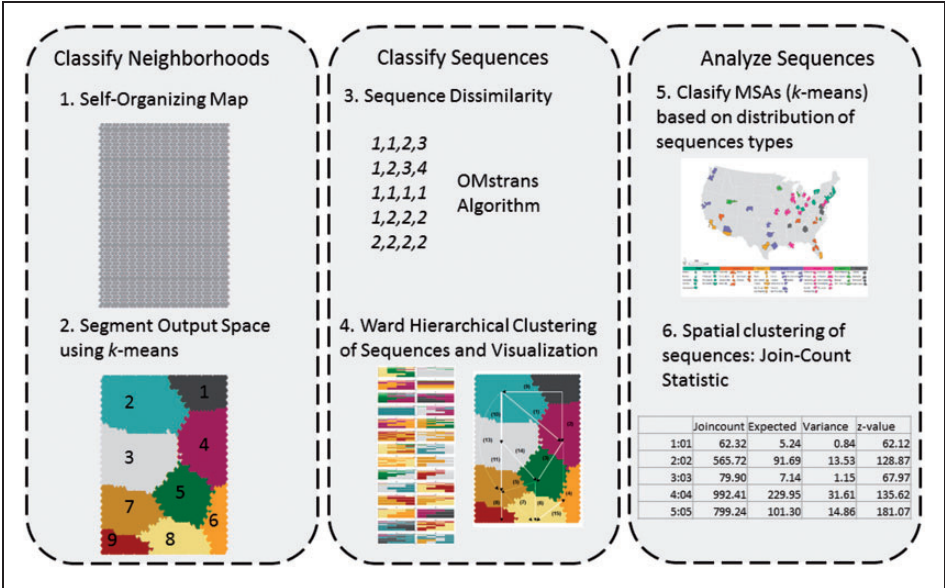 Classify Neighborhoods
1. Self-Organizing Map
2. Segment Output Space
using k-means
1
2
3
4
5
6
7
8
9
Classify Sequences
3. Sequence Dissimilarity
1,1,2,3
1,2,3,4
1,1,1,1
1,2,2,2
2,2,2,2
OMstrans
Algorithm
4. Ward Hierarchical Clustering
of Sequences and Visualization
Analyze Sequences
5. Clasify MSAs (k-means)
based on distribution of
sequences types
6. Spatial clustering of
sequences: Join-Count
Statistic
Joincount Expected Variance z-value
1:01 62.32 5.24 0.84 62.12
2:02 565.72 91.69 13.53 128.87
3:03 79.90 7.14 1.15 67.97
4:04 992.41 229.95 31.61 135.62
5:05 799.24 101.30 14.86 181.07